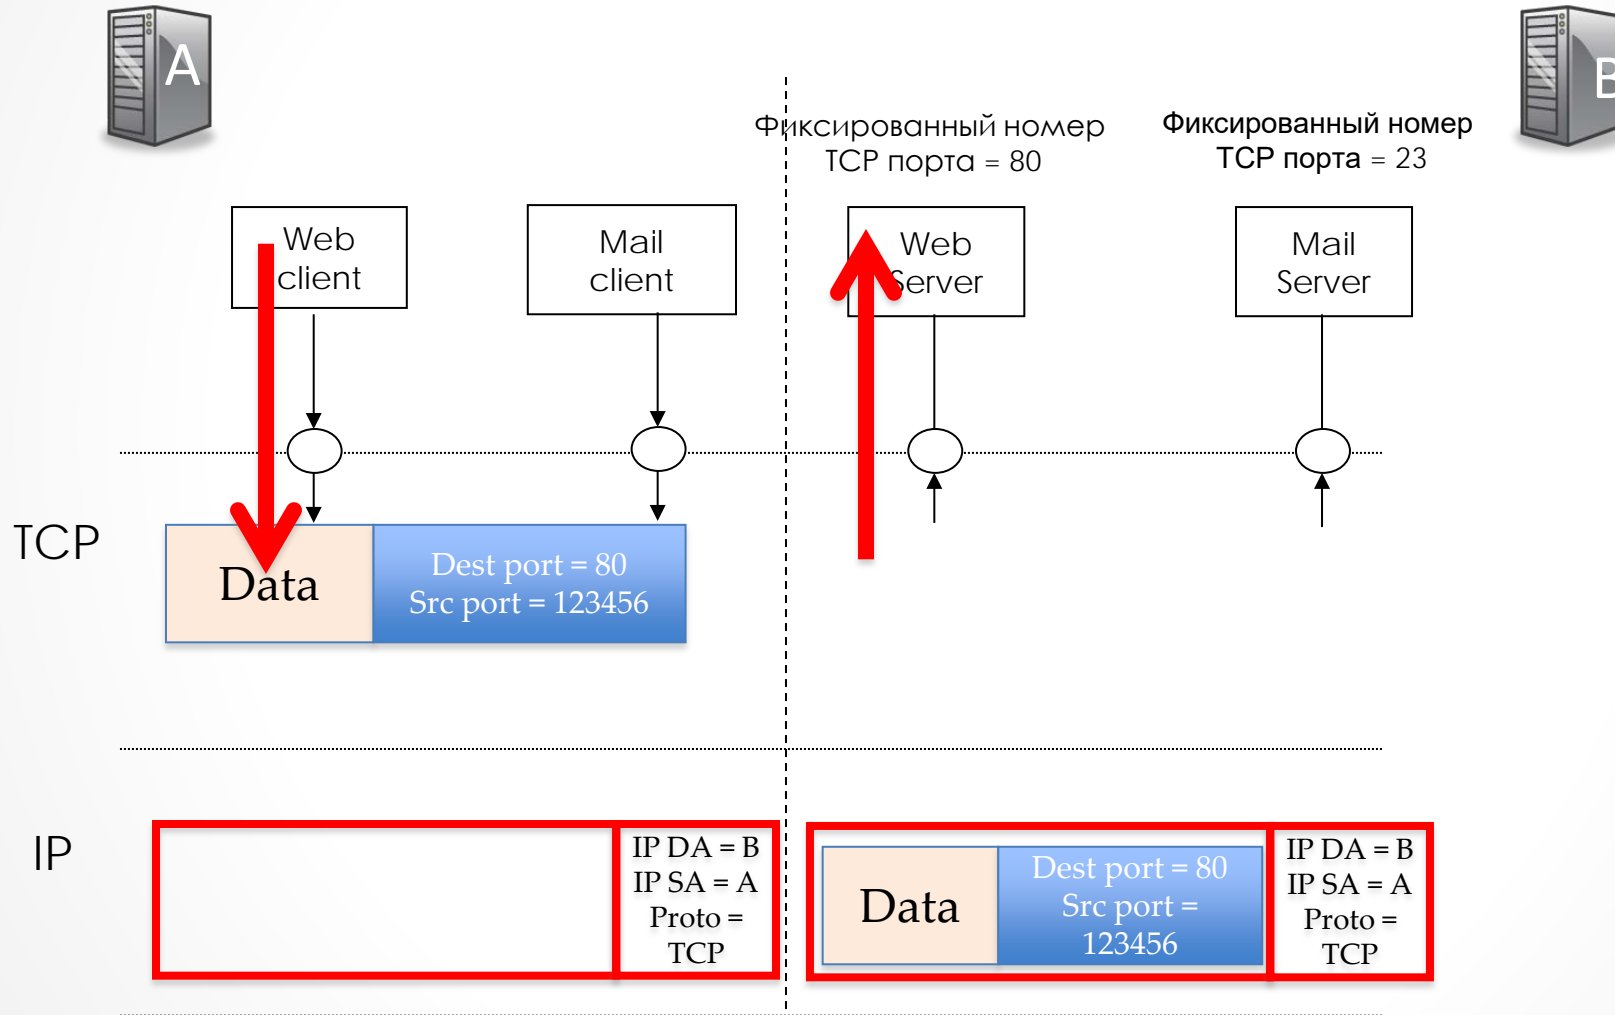 A
B
Фиксированный номер
TCP порта = 80
Фиксированный номер
TCP порта = 23
Web
client
Mail
client
Web
Server
Mail
Server
TCP
Data
Dest port = 80
Src port = 123456
IP
IP DA = B
IP SA = A
Proto =
TCP
Data
Dest port = 80
Src port =
123456
IP DA = B
IP SA = A
Proto =
TCP